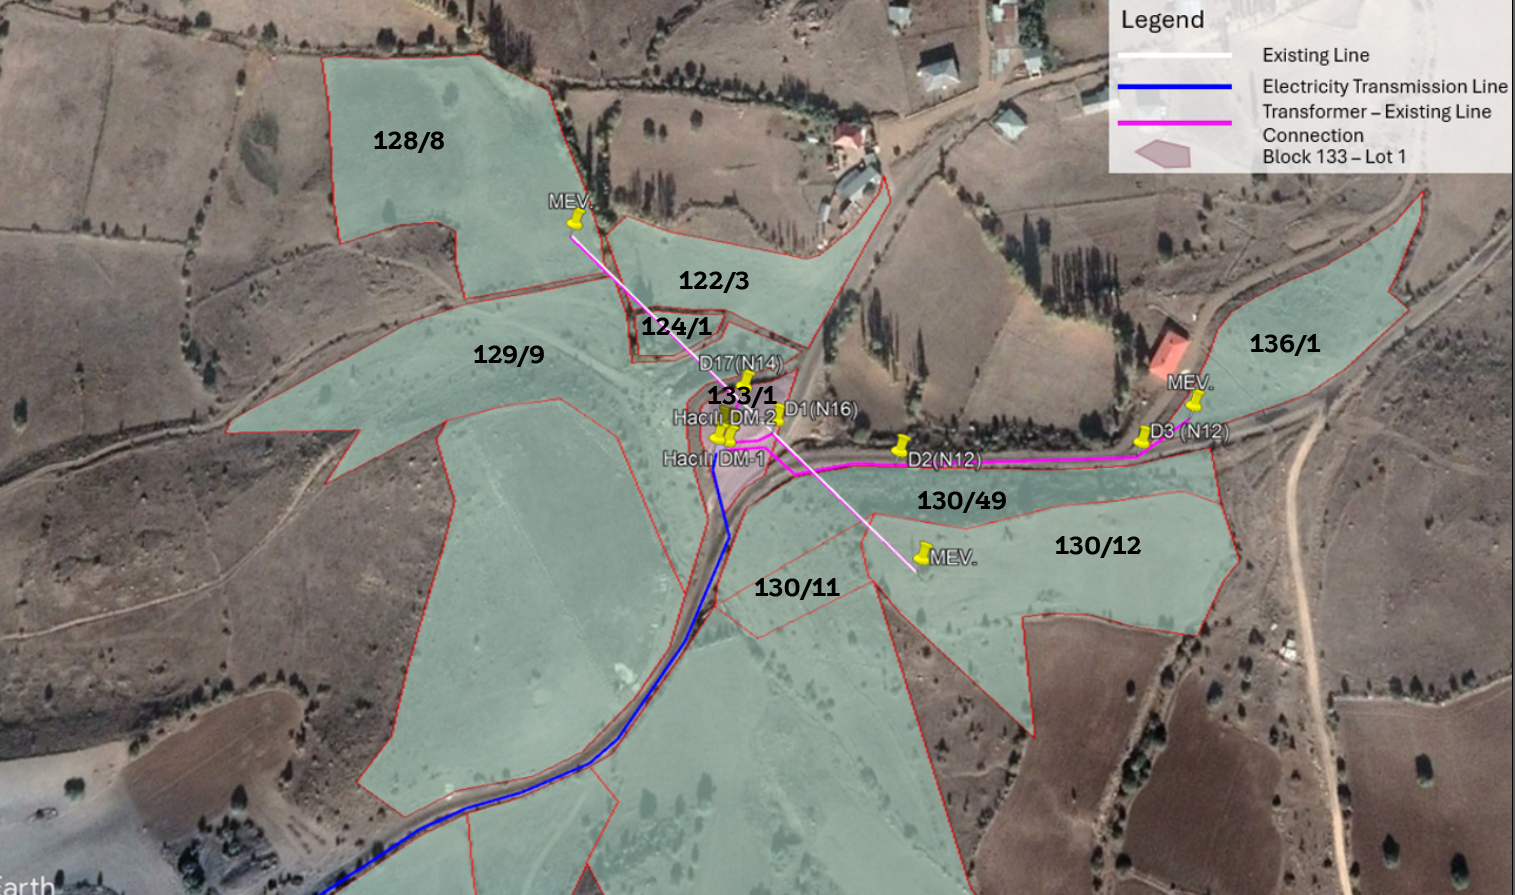 Legend
Existing Line
Electricity Transmission Line
Transformer – Existing Line
Connection
Block 133 – Lot 1
128/8
MEV.
122/3
124/1
129/9
136/1
D17(N14)
MEV.
133/1
D1(N16)
Hacılı DM-2
D3 (N12)
Hacılı DM-1
D2(N12)
130/49
130/12
MEV.
130/11
Earth